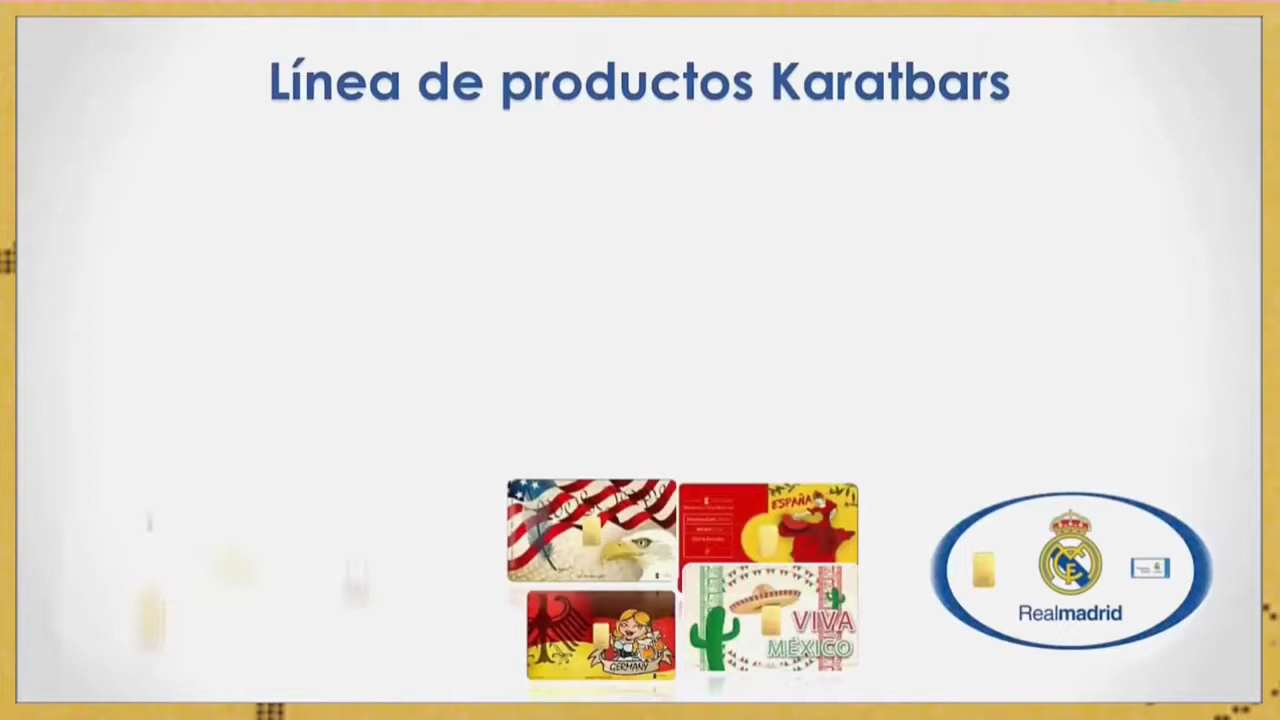 Línea de productos Karatbars
ESPAÑA
VIVA
MÉXICO
GERMANY
Realmadrid